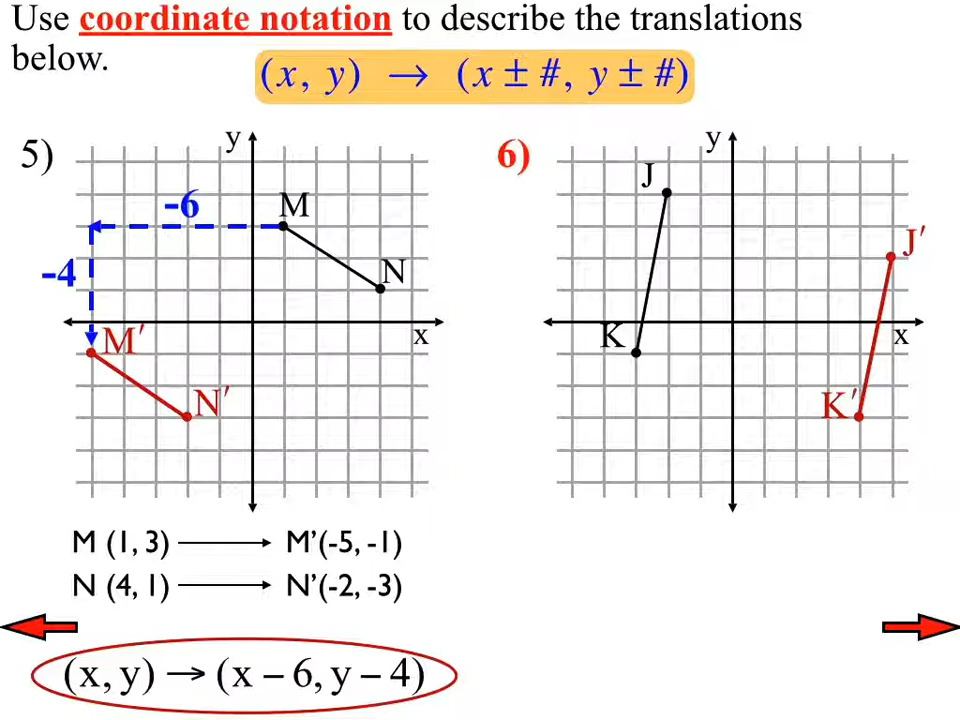 Use coordinate notation to describe the translations
below.
(x, y) → (x ± #, y ± #)
5)
y
-6
M
-4
N
x
M′
N′
6)
y
J
J′
K
x
K′
M (1, 3) ⟶ M’(-5, -1)
N (4, 1) ⟶ N’(-2, -3)
(x, y) → (x – 6, y – 4)